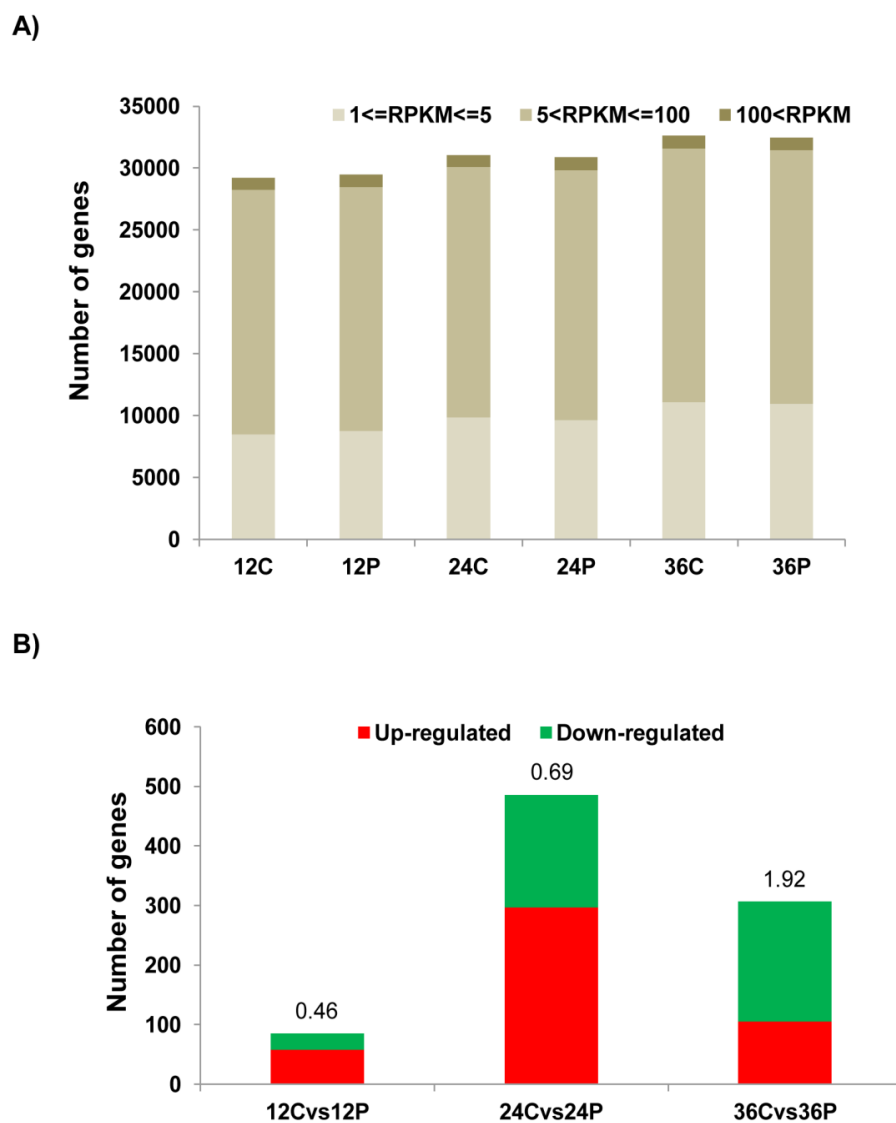 A)
1<=RPKM<=5 5<RPKM<=100 100<RPKM
35000
30000
25000
20000
15000
10000
5000
0
Number of genes
12C 12P 24C 24P 36C 36P
B)
Up-regulated Down-regulated
600
500
400
300
200
100
0
Number of genes
0.46
0.69
1.92
12Cvs12P 24Cvs24P 36Cvs36P